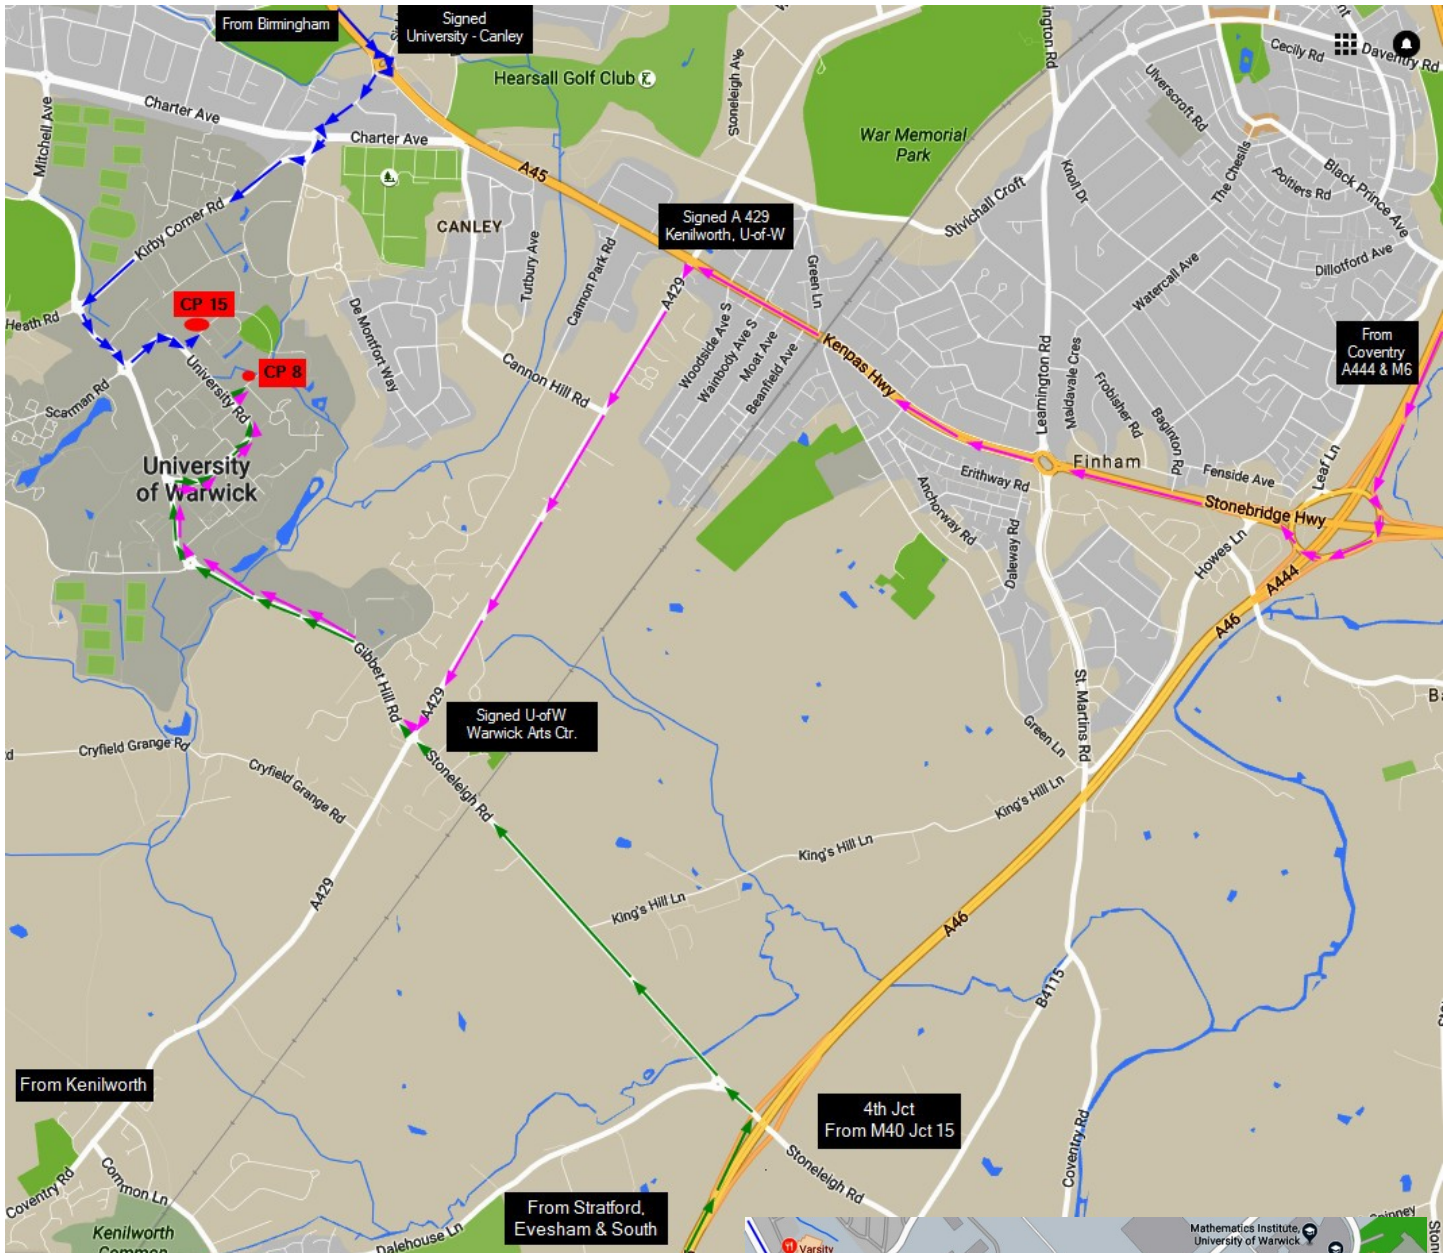 From Birmingham
Signed
University - Canley
Hearsall Golf Club
Stoneleigh Ave
Cecily Rd
Daventry Rd
Mitchell Ave
Charter Ave
Charter Ave
A45
War Memorial
Park
Ulverscroft Rd
The Chesils
Poitiers Rd
Black Prince Ave
Knoll Dr
Stivichall Croft
Kirby Corner Rd
CANLEY
Signed A 429
Kenilworth, U-of-W
Tutbury Ave
Cannon Park Rd
Green Ln
Watercall Ave
Dillotford Ave
A429
CP 15
Heath Rd
De Montfort Way
Woodside Ave S
Wainbody Ave S
Moat Ave
Beanfield Ave
Kenpas Hwy
Leamington Rd
Maldavale Cres
Frobisher Rd
Baginton Rd
From
Coventry
A444 & M6
University Rd
CP 8
Scarman Rd
Cannon Hill Rd
Finham
Fenside Ave
Leaf Ln
University
of Warwick
Erithway Rd
Anchorway Rd
Daleway Rd
Stonebridge Hwy
Howes Ln
A444
A46
Gibbet Hill Rd
A429
Signed U-ofW
Warwick Arts Ctr.
St. Martins Rd
Green Ln
Cryfield Grange Rd
Cryfield Grange Rd
Stoneleigh Rd
King's Hill Ln
King's Hill Ln
King's Hill Ln
A429
A46
B4115
From Kenilworth
4th Jct
From M40 Jct 15
Coventry Rd
Common Ln
Coventry Rd
Stoneleigh Rd
From Stratford,
Evesham & South
Kenilworth
Common
Dalehouse Ln
Varsity
Mathematics Institute,
University of Warwick